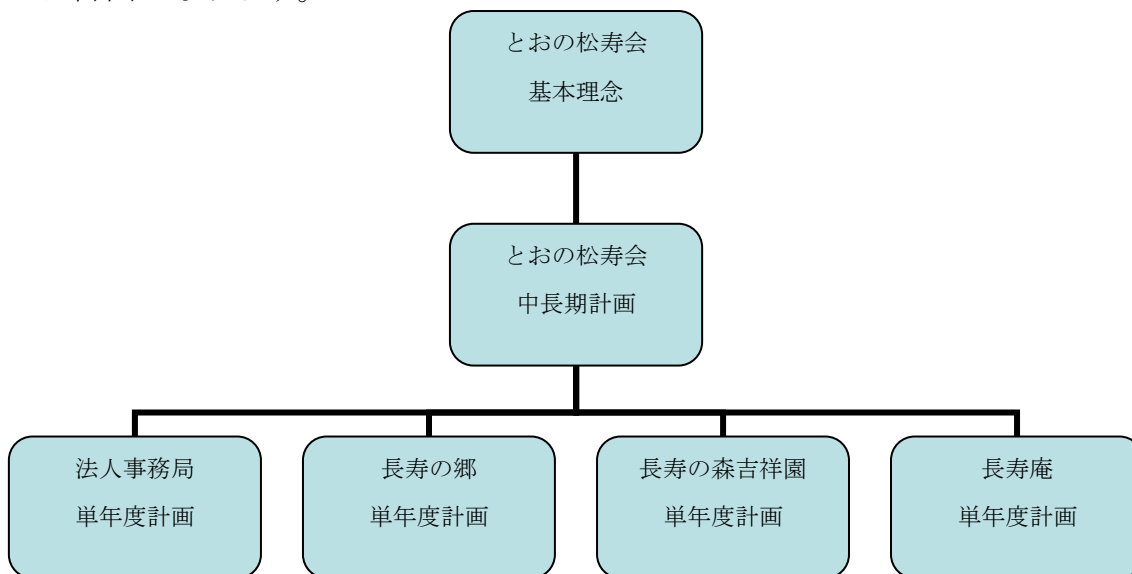 とおの松寿会
基本理念
とおの松寿会
中長期計画
法人事務局
単年度計画
長寿の郷
単年度計画
長寿の森吉祥園
単年度計画
長寿庵
単年度計画